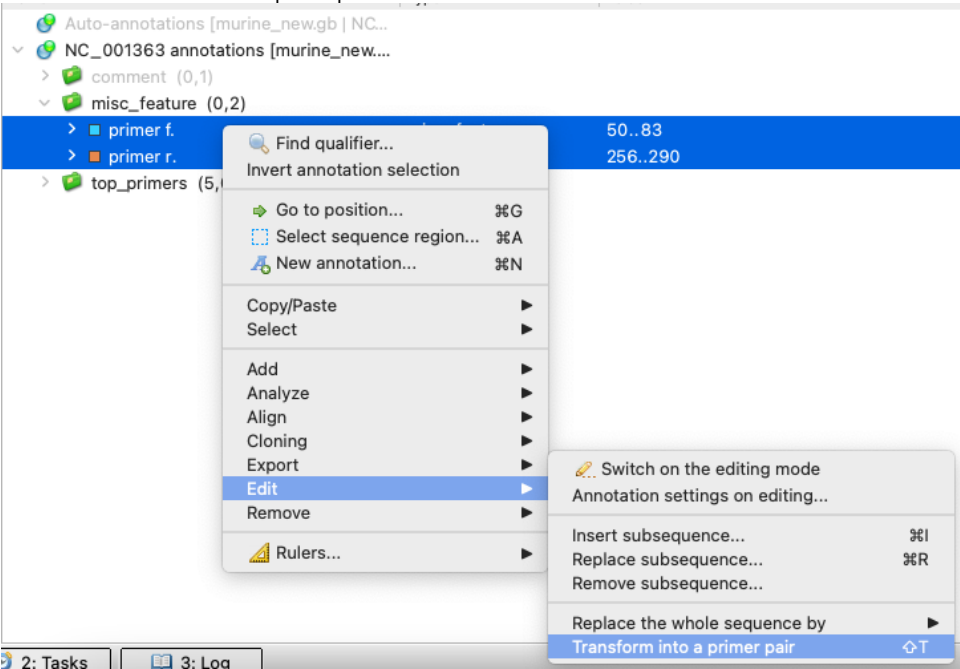 Auto-annotations [murine_new.gb | NC...
NC_001363 annotations [murine_new....
comment (0,1)
misc_feature (0,2)
primer f.
50..83
primer r.
256..290
top_primers (5,
Find qualifier...
Invert annotation selection
Go to position... ⌘G
Select sequence region... ⌘A
New annotation... ⌘N
Copy/Paste
Select
Add
Analyze
Align
Cloning
Export
Edit
Remove
Rulers...
Switch on the editing mode
Annotation settings on editing...
Insert subsequence... ⌘I
Replace subsequence... ⌘R
Remove subsequence...
Replace the whole sequence by
Transform into a primer pair ⇧T
2: Tasks
3: Log